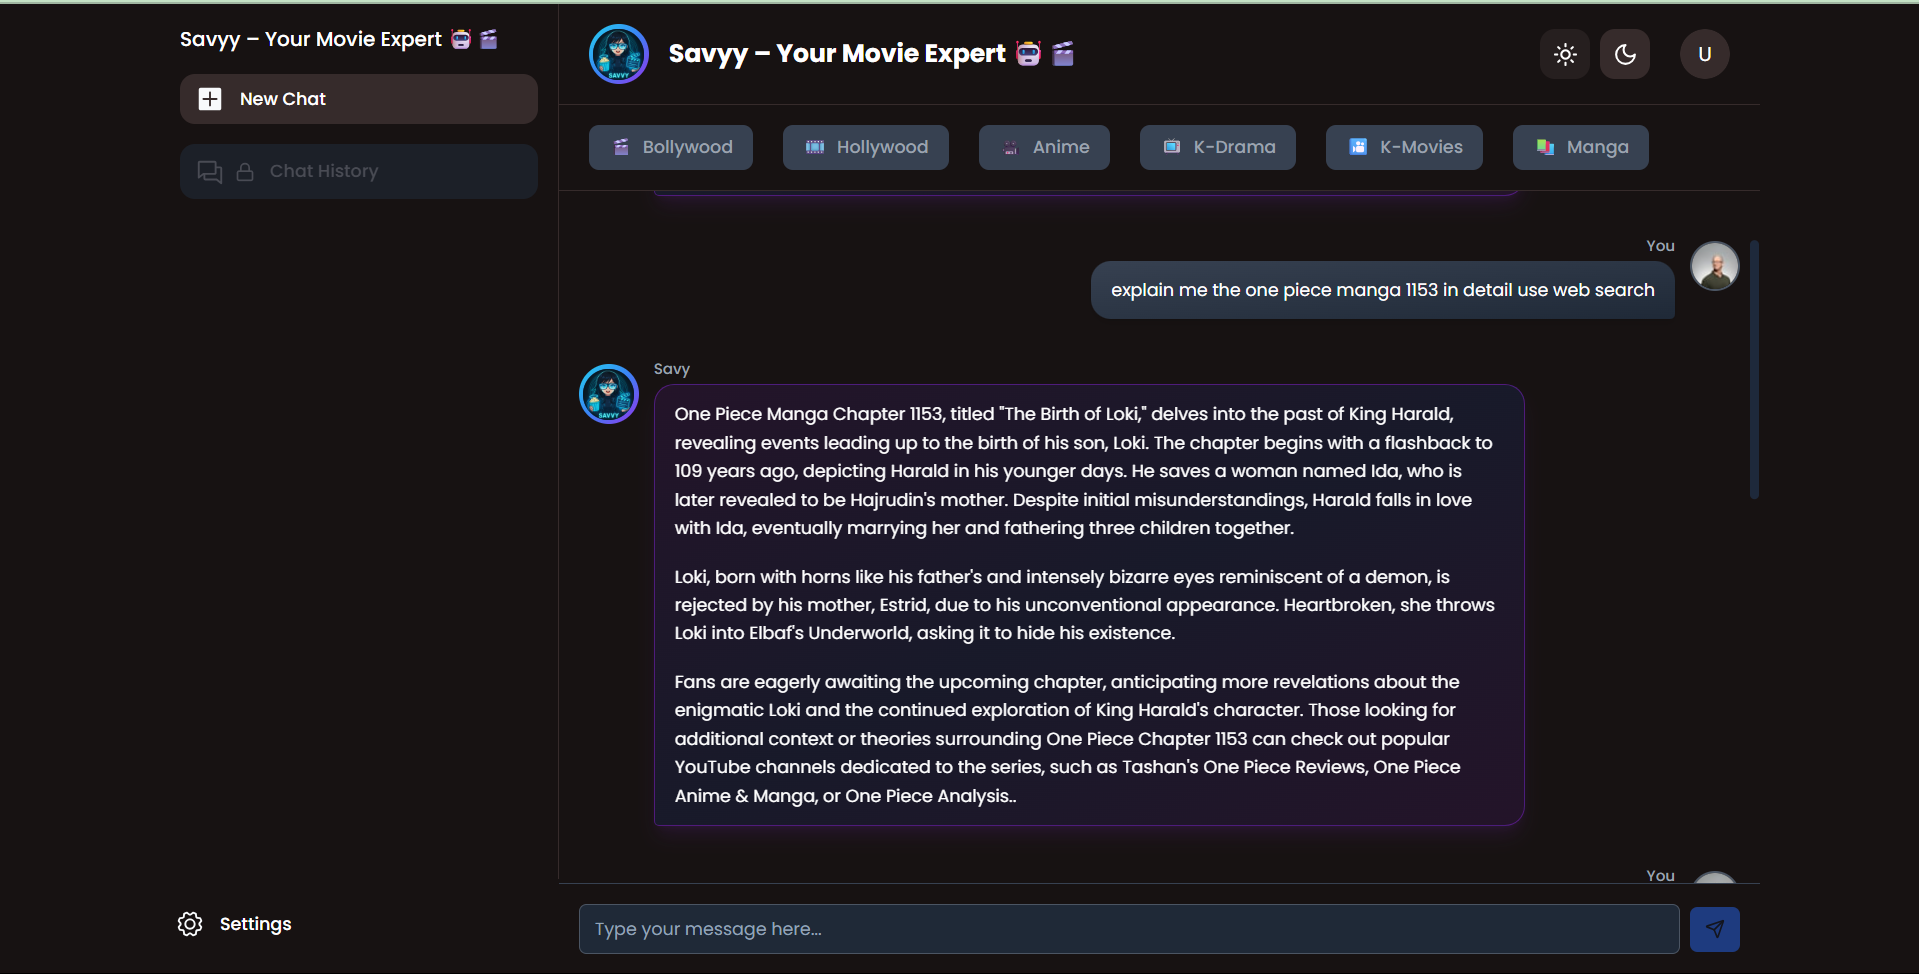 Savyy – Your Movie Expert
New Chat
Chat History
Settings
SAVVY
Savyy – Your Movie Expert
U
Bollywood
Hollywood
Anime
K-Drama
K-Movies
Manga
You
explain me the one piece manga 1153 in detail use web search
Savy
SAVVY
One Piece Manga Chapter 1153, titled "The Birth of Loki," delves into the past of King Harald,
revealing events leading up to the birth of his son, Loki. The chapter begins with a flashback to
109 years ago, depicting Harald in his younger days. He saves a woman named Ida, who is
later revealed to be Hajrudin's mother. Despite initial misunderstandings, Harald falls in love
with Ida, eventually marrying her and fathering three children together.
Loki, born with horns like his father's and intensely bizarre eyes reminiscent of a demon, is
rejected by his mother, Estrid, due to his unconventional appearance. Heartbroken, she throws
Loki into Elbaf's Underworld, asking it to hide his existence.
Fans are eagerly awaiting the upcoming chapter, anticipating more revelations about the
enigmatic Loki and the continued exploration of King Harald's character. Those looking for
additional context or theories surrounding One Piece Chapter 1153 can check out popular
YouTube channels dedicated to the series, such as Tashan's One Piece Reviews, One Piece
Anime & Manga, or One Piece Analysis..
You
Type your message here...